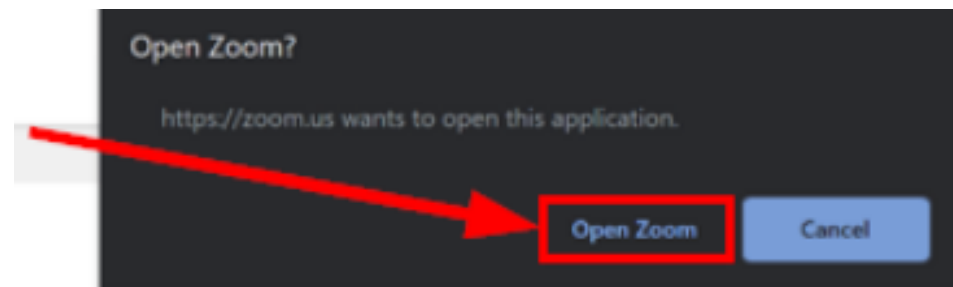 Open Zoom?
https://zoom.us wants to open this application.
Open Zoom Cancel